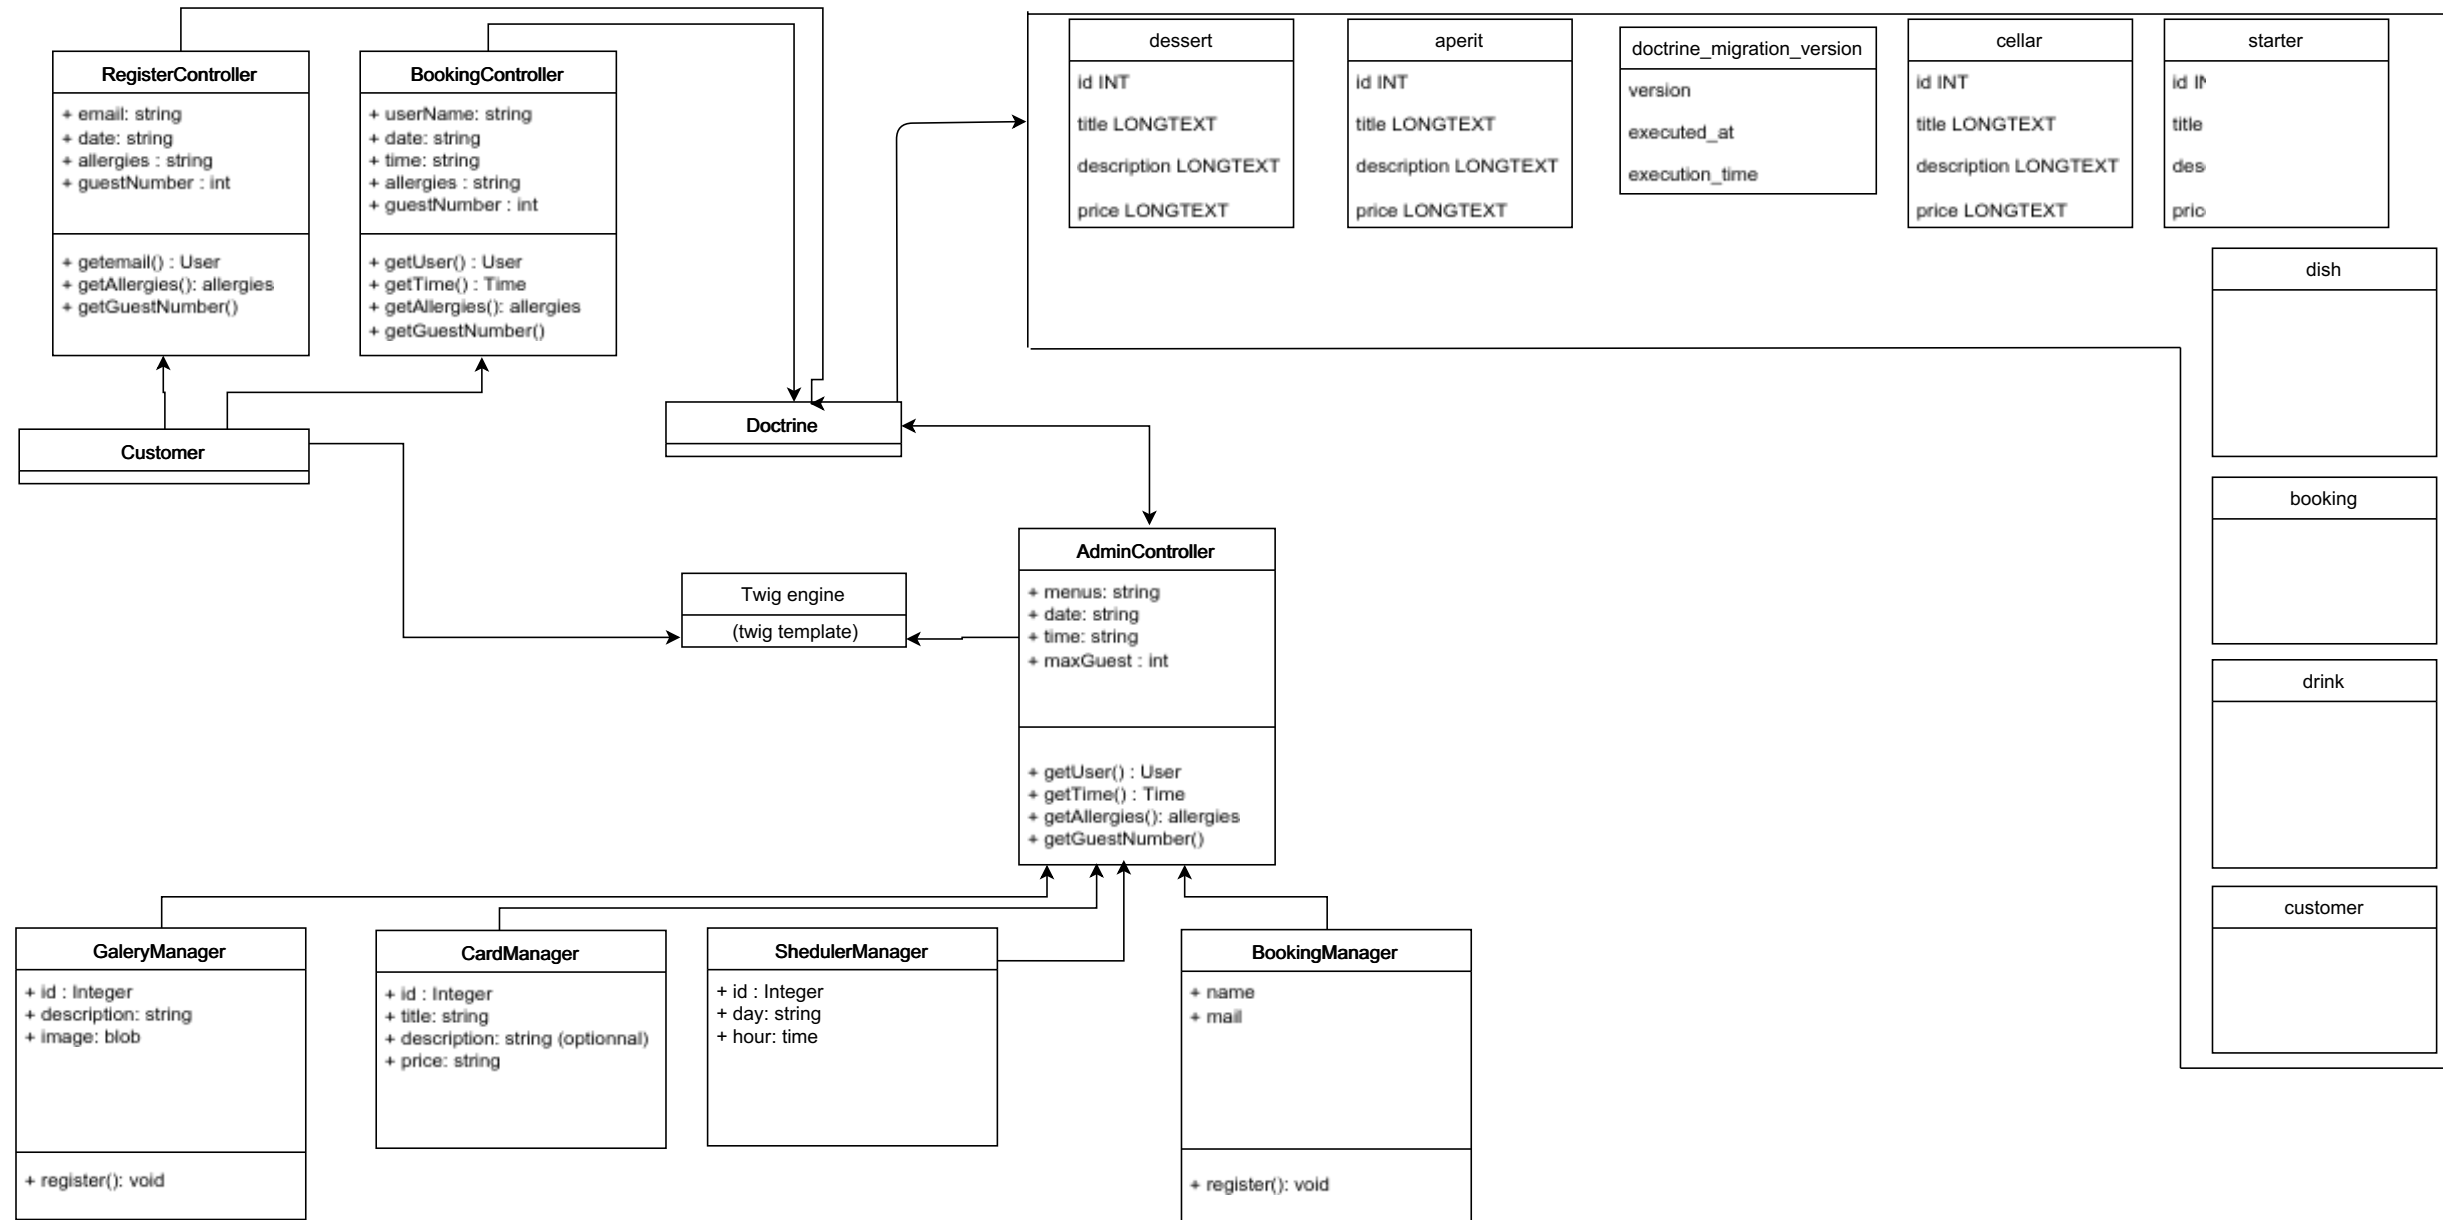 RegisterController
+ email: string
+ date: string
+ allergies : string
+ guestNumber : int
+ getemail() : User
+ getAllergies(): allergies
+ getGuestNumber()
BookingController
+ userName: string
+ date: string
+ time: string
+ allergies : string
+ guestNumber : int
+ getUser() : User
+ getTime() : Time
+ getAllergies(): allergies
+ getGuestNumber()
dessert
id INT
title LONGTEXT
description LONGTEXT
price LONGTEXT
aperit
id INT
title LONGTEXT
description LONGTEXT
price LONGTEXT
doctrine_migration_version
version
executed_at
execution_time
cellar
id INT
title LONGTEXT
description LONGTEXT
price LONGTEXT
starter
id
title
dish
booking
drink
customer
Customer
Doctrine
Twig engine
(twig template)
AdminController
+ menus: string
+ date: string
+ time: string
+ maxGuest : int
+ getUser() : User
+ getTime() : Time
+ getAllergies(): allergies
+ getGuestNumber()
GaleryManager
+ id : Integer
+ description: string
+ image: blob
+ register(): void
CardManager
+ id : Integer
+ title: string
+ description: string (optionnal)
+ price: string
ShedulerManager
+ id : Integer
+ day: string
+ hour: time
BookingManager
+ name
+ mail
+ register(): void